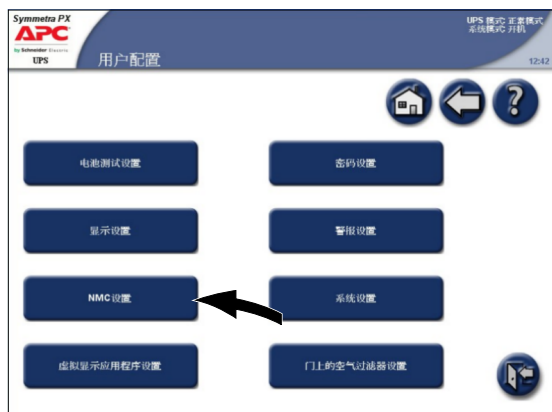 Symmetra PX
APC
by Schneider Electric
UPS
用户配置
UPS 模式 正常模式
系统模式 开机
12:42
电池测试设置
密码设置
显示设置
警报设置
NMC 设置
系统设置
虚拟显示应用程序设置
门上的空气过滤器设置